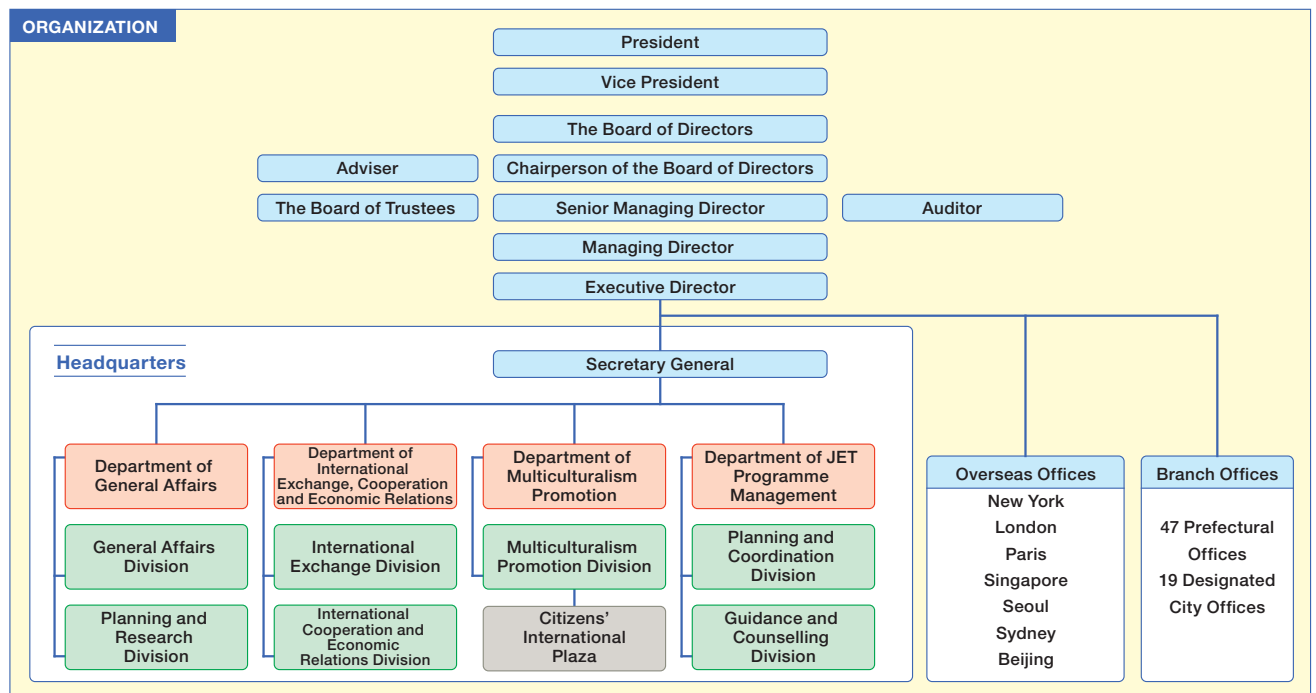 ORGANIZATION
President
Vice President
The Board of Directors
Adviser
Chairperson of the Board of Directors
The Board of Trustees
Senior Managing Director
Auditor
Managing Director
Executive Director
Headquarters
Secretary General
Department of
General Affairs
Department of
International
Exchange, Cooperation
and Economic Relations
Department of
Multiculturalism
Promotion
Department of JET
Programme
Management
General Affairs
Division
International
Exchange Division
Multiculturalism
Promotion Division
Planning and
Coordination
Division
Planning and
Research
Division
International
Cooperation and
Economic
Relations Division
Citizens’
International
Plaza
Guidance and
Counselling
Division
Overseas Offices
New York
London
Paris
Singapore
Seoul
Sydney
Beijing
Branch Offices
47 Prefectural
Offices
19 Designated
City Offices